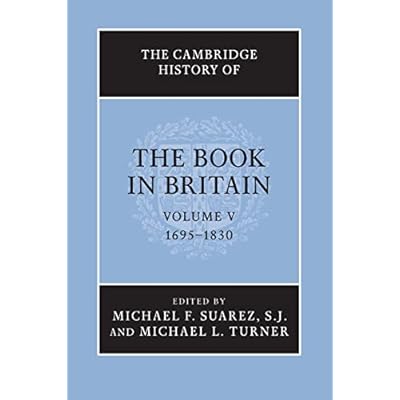 THE CAMBRIDGE
HISTORY OF
THE BOOK IN BRITAIN
VOLUME V
1695–1830
EDITED BY
MICHAEL F. SUAREZ, S.J.
AND MICHAEL L. TURNER